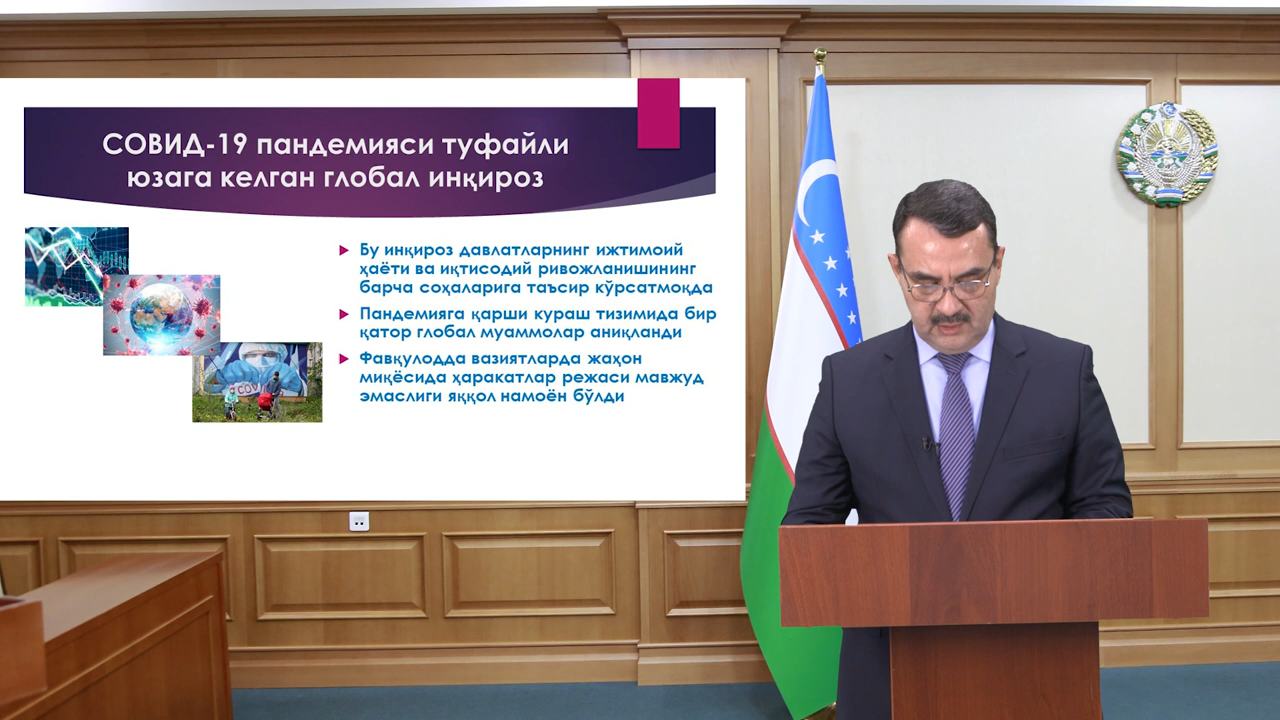 СОВИД-19 пандемияси туфайли
юзага келган глобал инқироз
Бу инқироз давлатларнинг ижтимоий
ҳаёти ва иқтисодий ривожланишининг
барча соҳаларига таъсир кўрсатмоқда
Пандемияга қарши кураш тизимида бир
қатор глобал муаммолар аниқланди
Фавқулодда вазиятларда жаҳон
миқёсида ҳаракатлар режаси мавжуд
эмаслиги яққол намоён бўлди